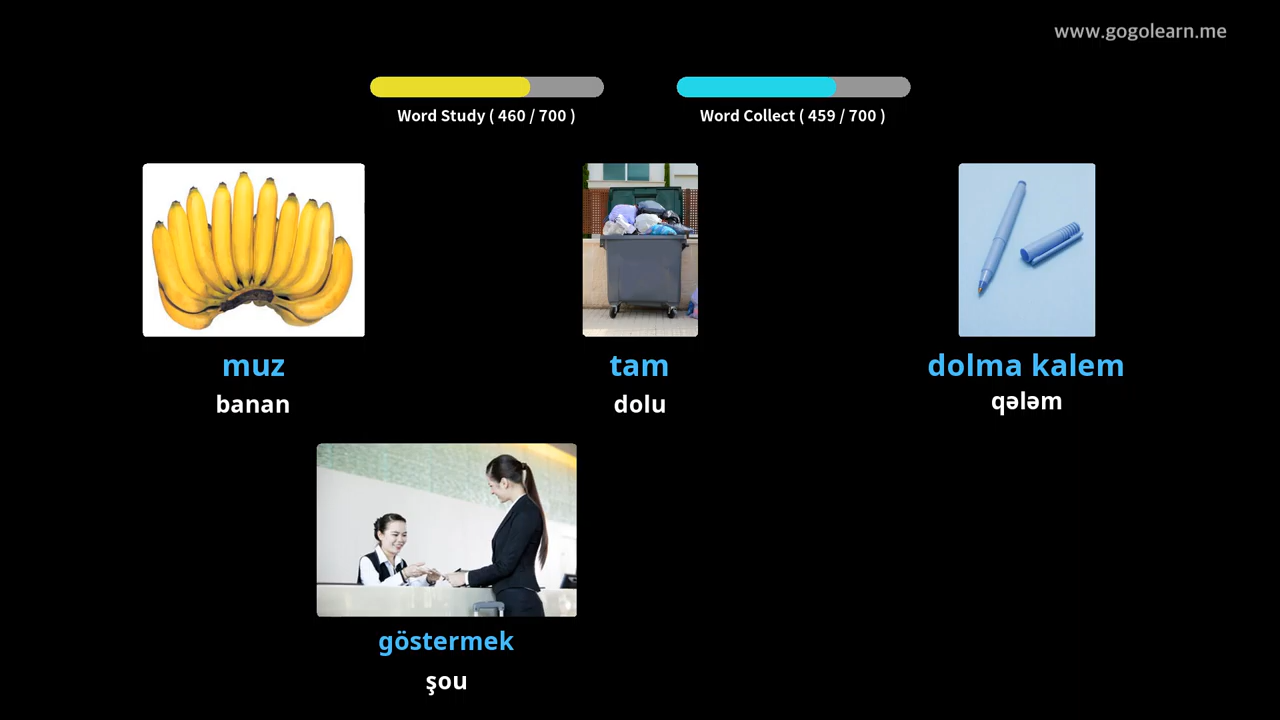 www.gogolearn.me
Word Study ( 460 / 700 )
Word Collect ( 459 / 700 )
muz
banan
tam
dolu
dolma kalem
qələm
göstermek
şou